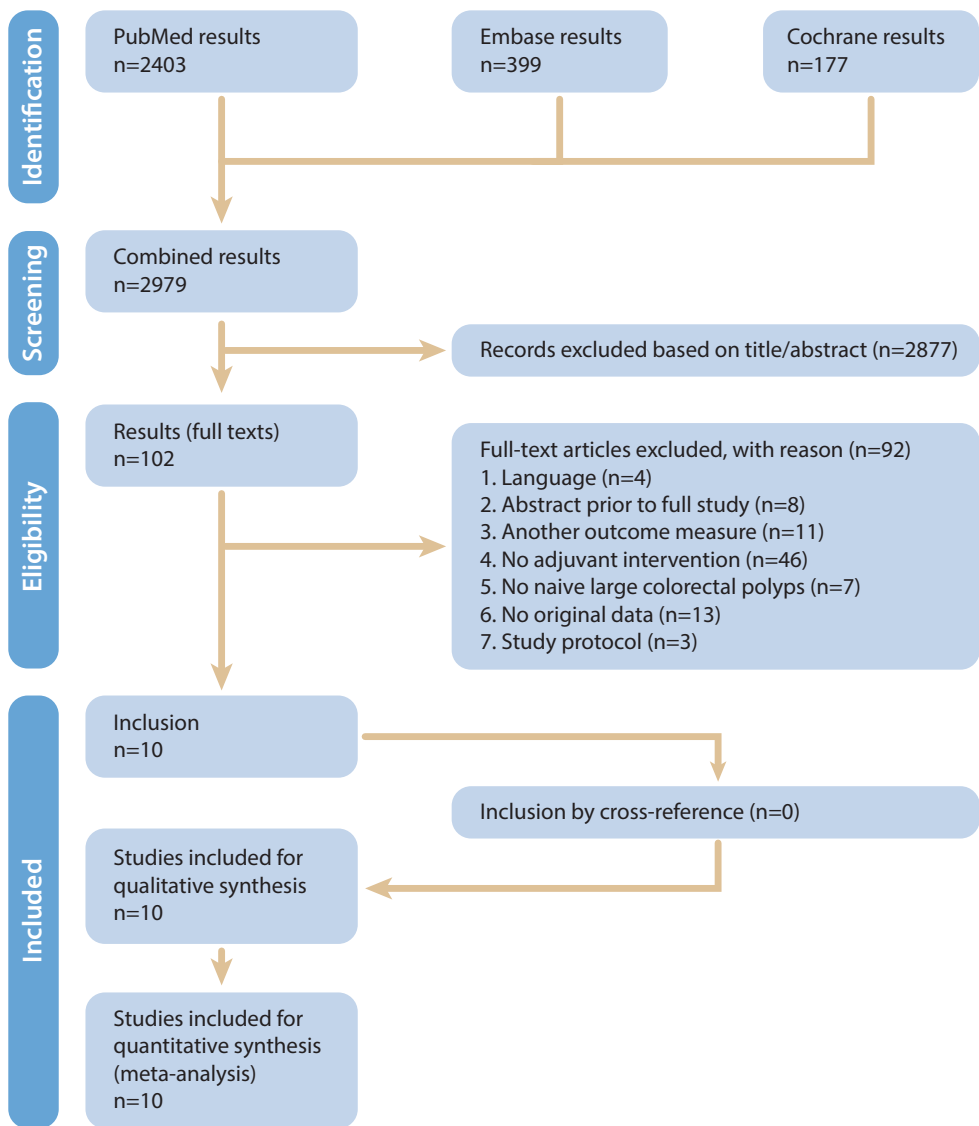 Identification
PubMed results
n=2403
Embase results
n=399
Cochrane results
n=177
Screening
Combined results
n=2979
Records excluded based on title/abstract (n=2877)
Eligibility
Results (full texts)
n=102
Full-text articles excluded, with reason (n=92)
1. Language (n=4)
2. Abstract prior to full study (n=8)
3. Another outcome measure (n=11)
4. No adjuvant intervention (n=46)
5. No naive large colorectal polyps (n=7)
6. No original data (n=13)
7. Study protocol (n=3)
Included
Inclusion
n=10
Inclusion by cross-reference (n=0)
Studies included for
qualitative synthesis
n=10
Studies included for
quantitative synthesis
(meta-analysis)
n=10